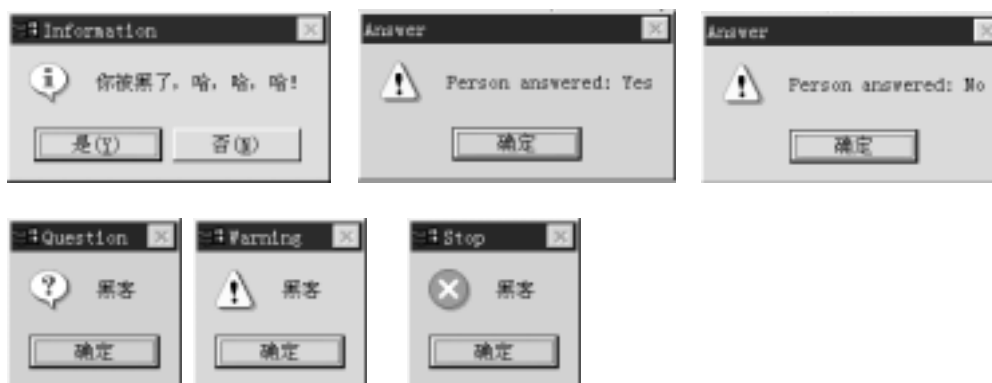 Information
你被黑了，哈，哈，哈！
是(Y)
否(N)
Answer
Person answered: Yes
确定
Answer
Person answered: No
确定
Question
黑客
确定
Warning
黑客
确定
Stop
黑客
确定